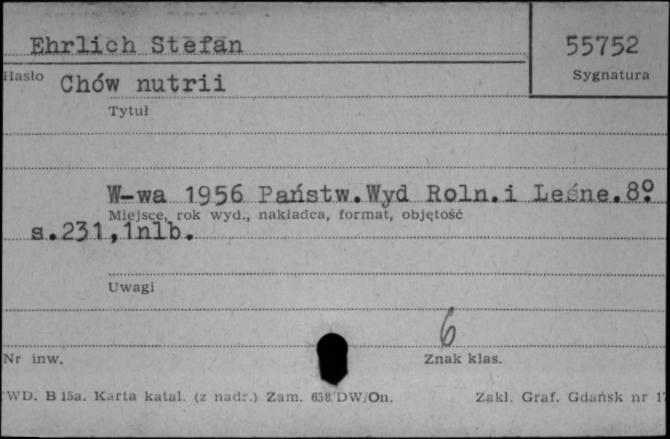 Ehrlich Stefan
55752
Hasło
Sygnatura
Chów nutrii
Tytuł
W-wa 1956 Państw.Wyd Roln.i Leśne.8º
Miejsce, rok wyd., nakładca, format, objętość
s.231,1nlb.
Uwagi
6
Nr inw.
Znak klas.
WD. B 15a. Karta katal. (z nadr.) Zam. 658/DW/On.
Zakł. Graf. Gdańsk nr